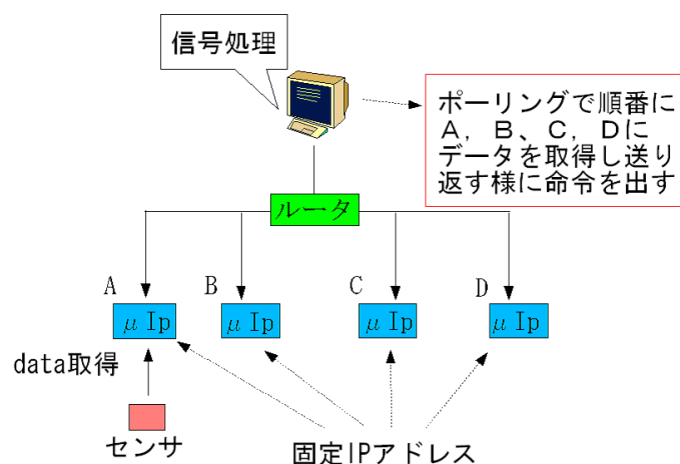 信号処理
ポーリングで順番に
Ａ，Ｂ、Ｃ，Ｄに
データを取得し送り
返す様に命令を出す
ルータ
A
B
C
D
μIp
μIp
μIp
μIp
data取得
センサ
固定IPアドレス